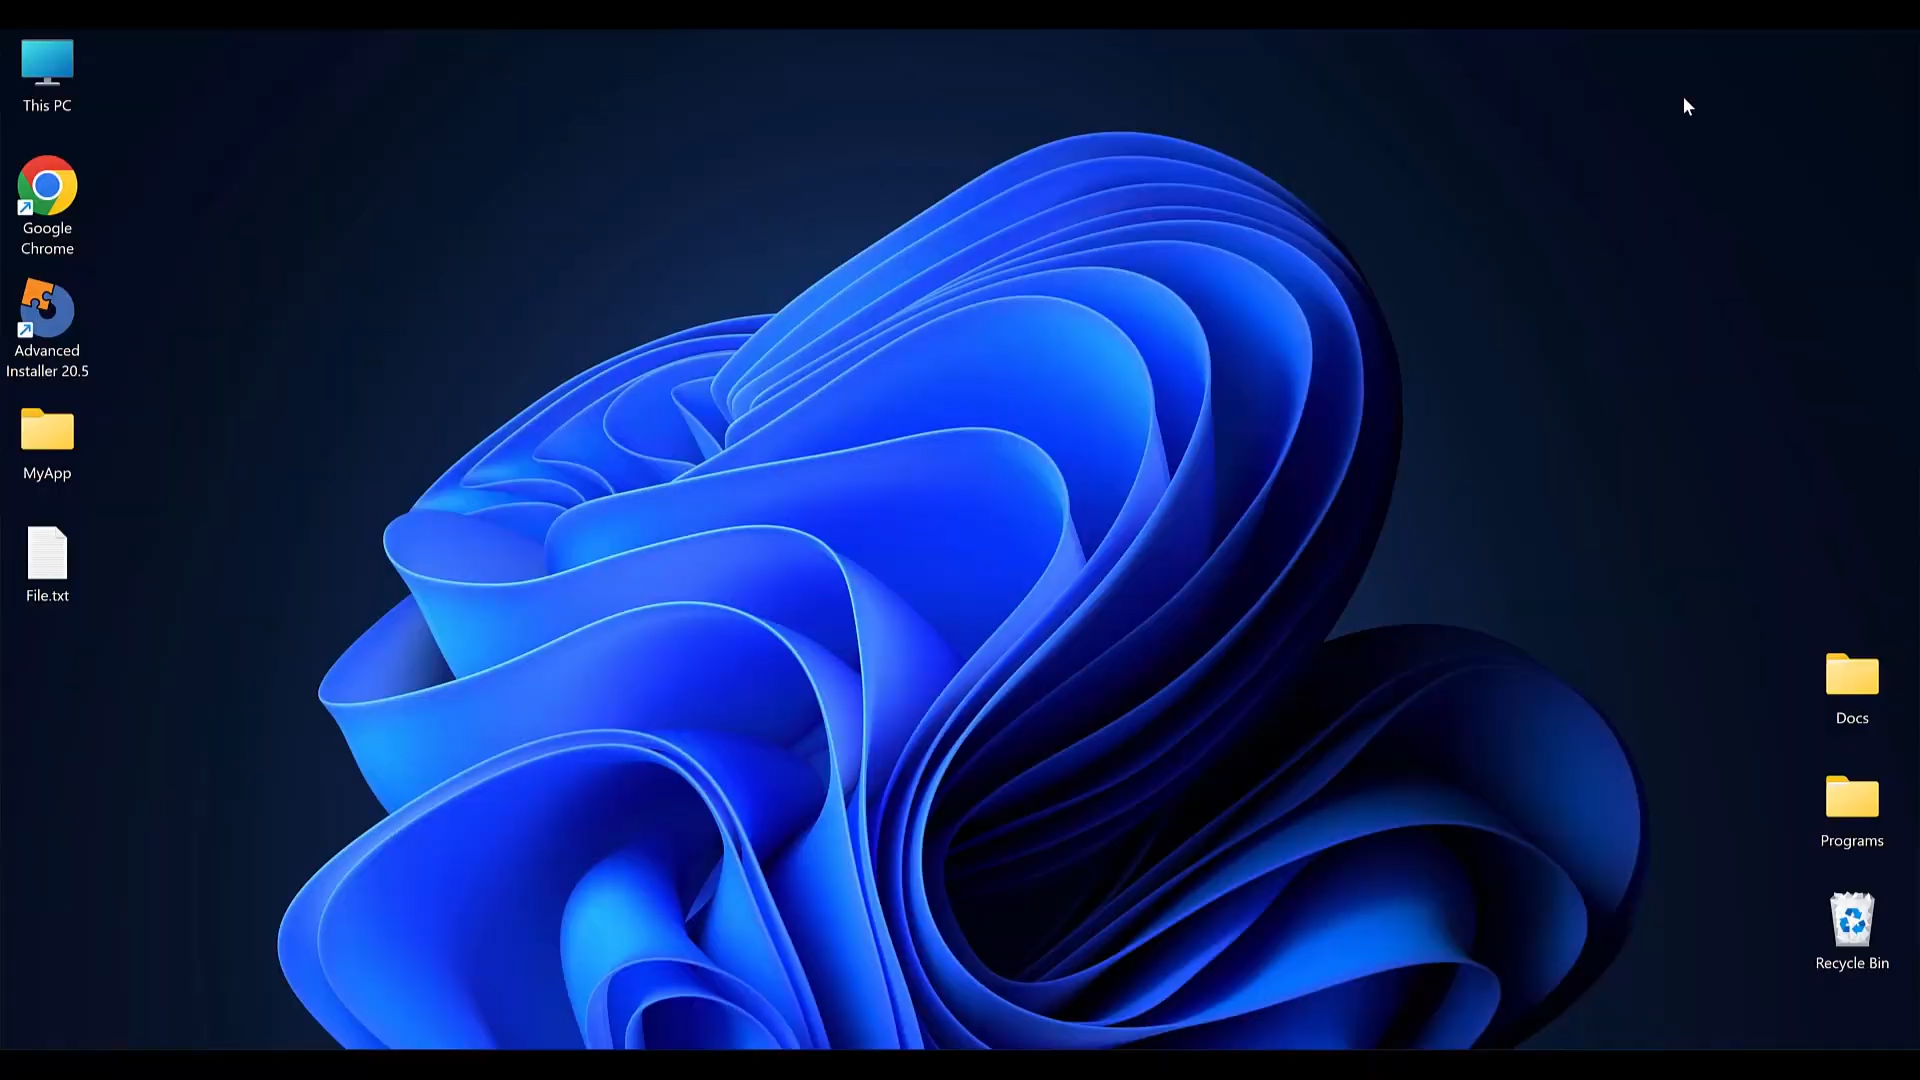 This PC
Google
Chrome
Advanced
Installer 20.5
MyApp
File.txt
Docs
Programs
Recycle Bin